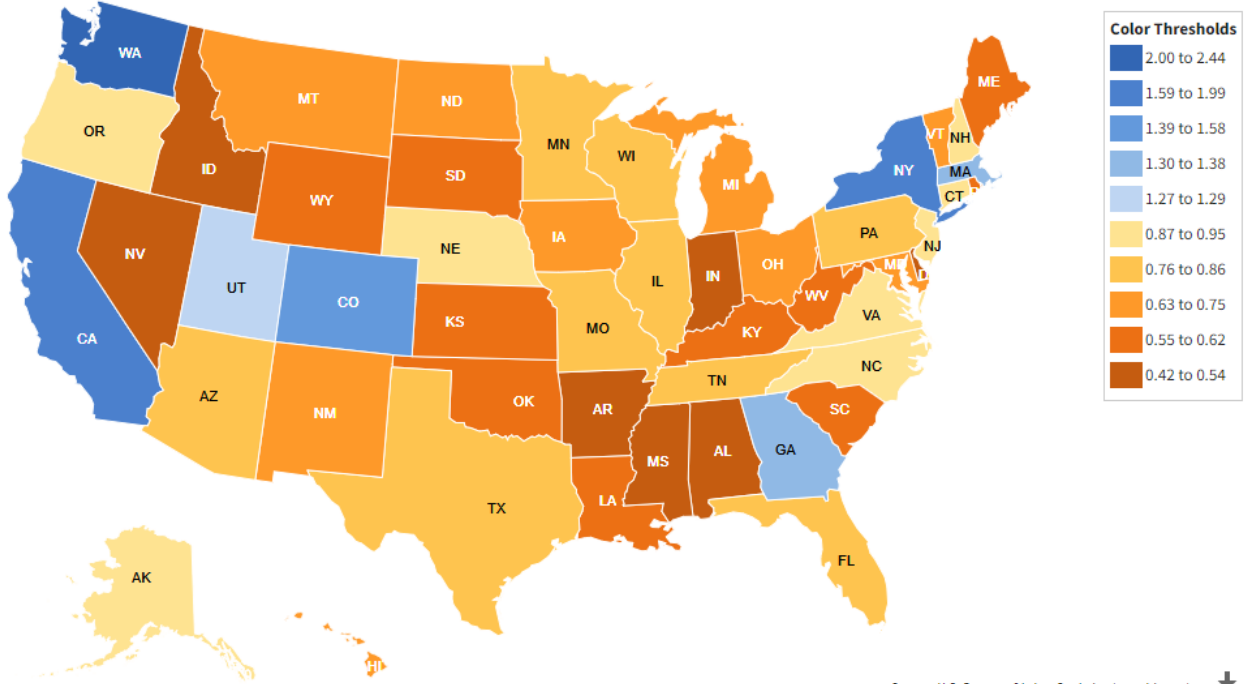 Color Thresholds
2.00 to 2.44
1.59 to 1.99
1.39 to 1.58
1.30 to 1.38
1.27 to 1.29
0.87 to 0.95
0.76 to 0.86
0.63 to 0.75
0.55 to 0.62
0.42 to 0.54
WA
OR
ID
MT
ND
MN
WI
MI
ME
VT
NH
NY
MA
CT
WY
SD
NE
IA
IL
IN
OH
PA
NJ
NV
UT
CO
KS
MO
KY
WV
VA
CA
AZ
NM
OK
AR
TN
NC
SC
TX
LA
MS
AL
GA
FL
AK
HI